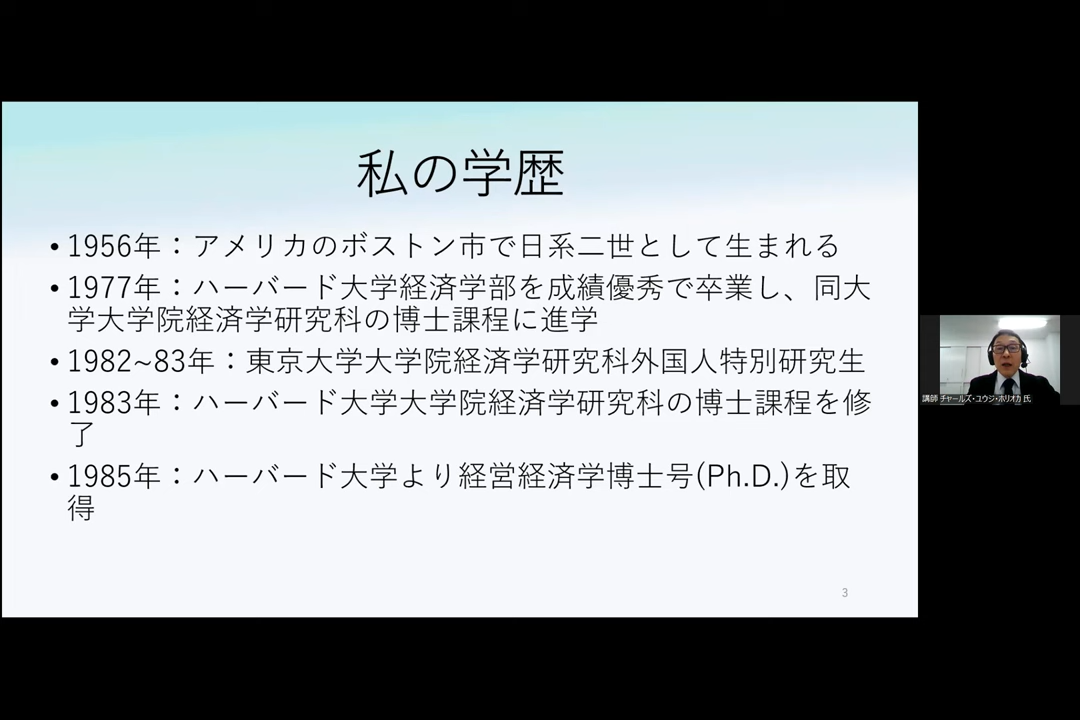 私の学歴
• 1956年：アメリカのボストン市で日系二世として生まれる
• 1977年：ハーバード大学経済学部を成績優秀で卒業し、同大
学大学院経済学研究科の博士課程に進学
• 1982~83年：東京大学大学院経済学研究科外国人特別研究生
• 1983年：ハーバード大学大学院経済学研究科の博士課程を修
了
• 1985年：ハーバード大学より経営経済学博士号(Ph.D.)を取
得
3
講師 チャールズ・ユウジ・ホリオカ 氏